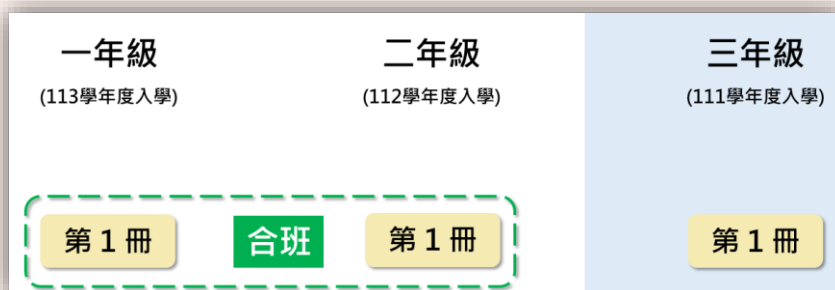 一年級 二年級 三年級
(113學年度入學) (112學年度入學) (111學年度入學)
第1冊 合班 第1冊 第1冊